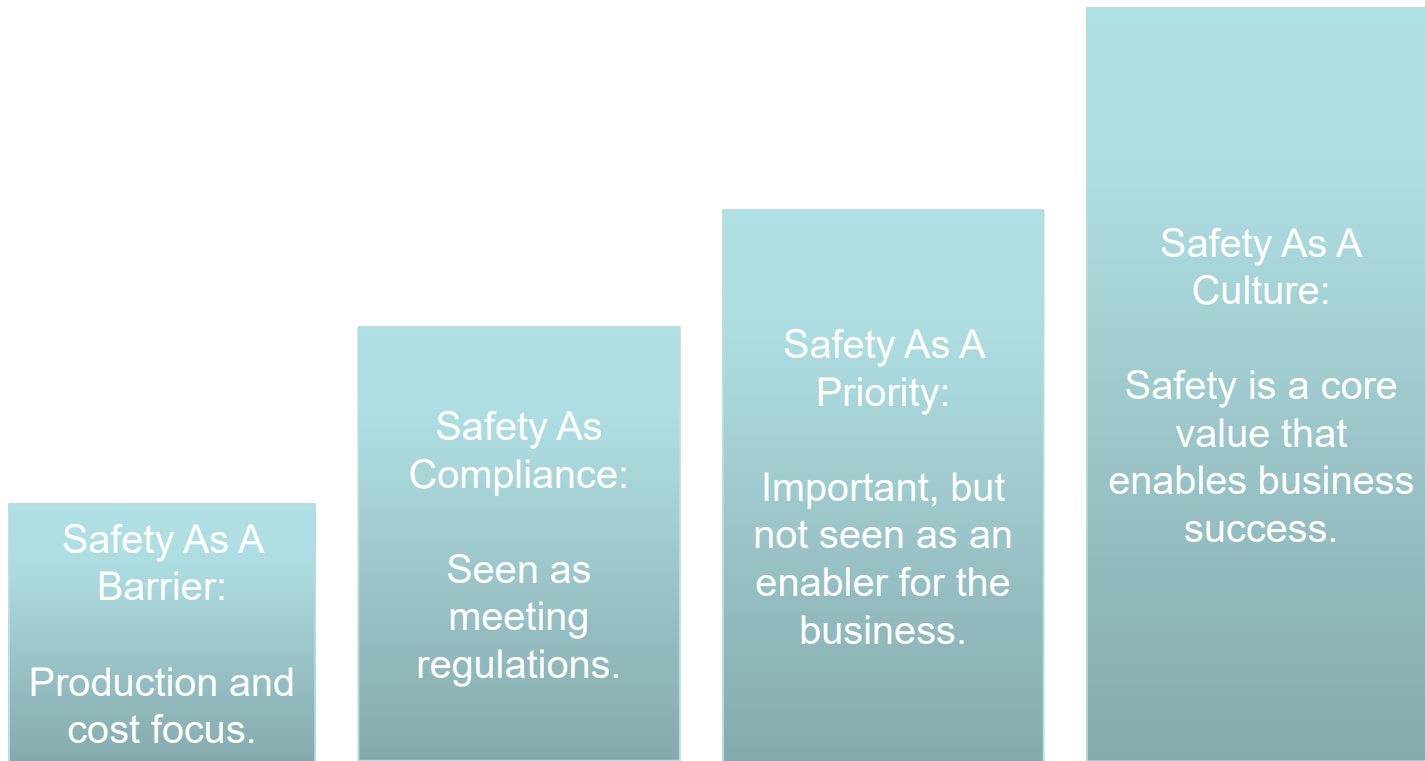 Safety As A
Barrier:
Production and
cost focus.
Safety As
Compliance:
Seen as
meeting
regulations.
Safety As A
Priority:
Important, but
not seen as an
enabler for the
business.
Safety As A
Culture:
Safety is a core
value that
enables business
success.